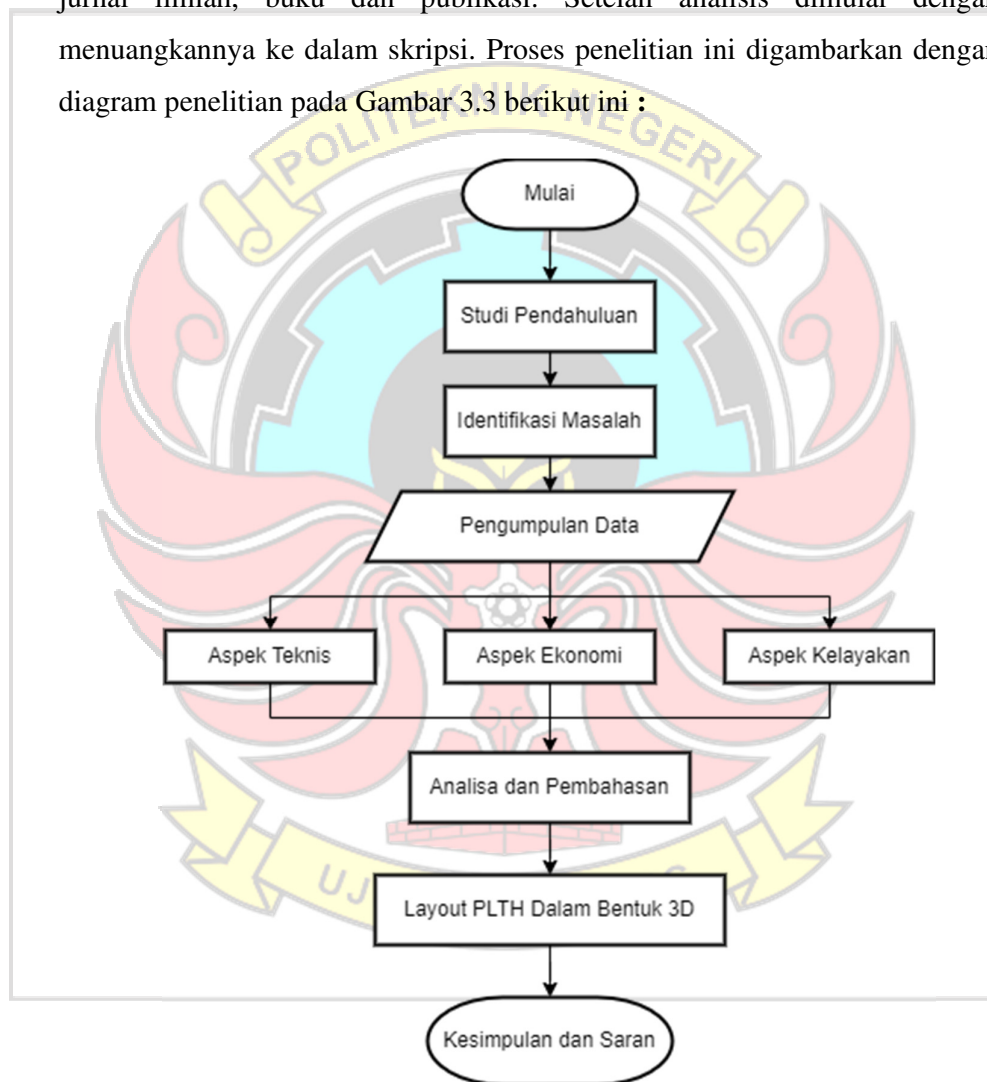 jurnal ilmiah, buku dan publikasi. Setelah analisis dimulai dengan
menuangkannya ke dalam skripsi. Proses penelitian ini digambarkan dengan
diagram penelitian pada Gambar 3.3 berikut ini :
POLITEKNIK NEGERI
Mulai
Studi Pendahuluan
Identifikasi Masalah
Pengumpulan Data
Aspek Teknis
Aspek Ekonomi
Aspek Kelayakan
Analisa dan Pembahasan
UJ
G
Layout PLTH Dalam Bentuk 3D
Kesimpulan dan Saran